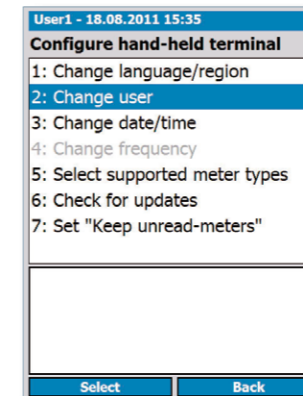 User1 - 18.08.2011 15:35
Configure hand-held terminal
1: Change language/region
2: Change user
3: Change date/time
4: Change frequency
5: Select supported meter types
6: Check for updates
7: Set "Keep unread-meters"
Select Back